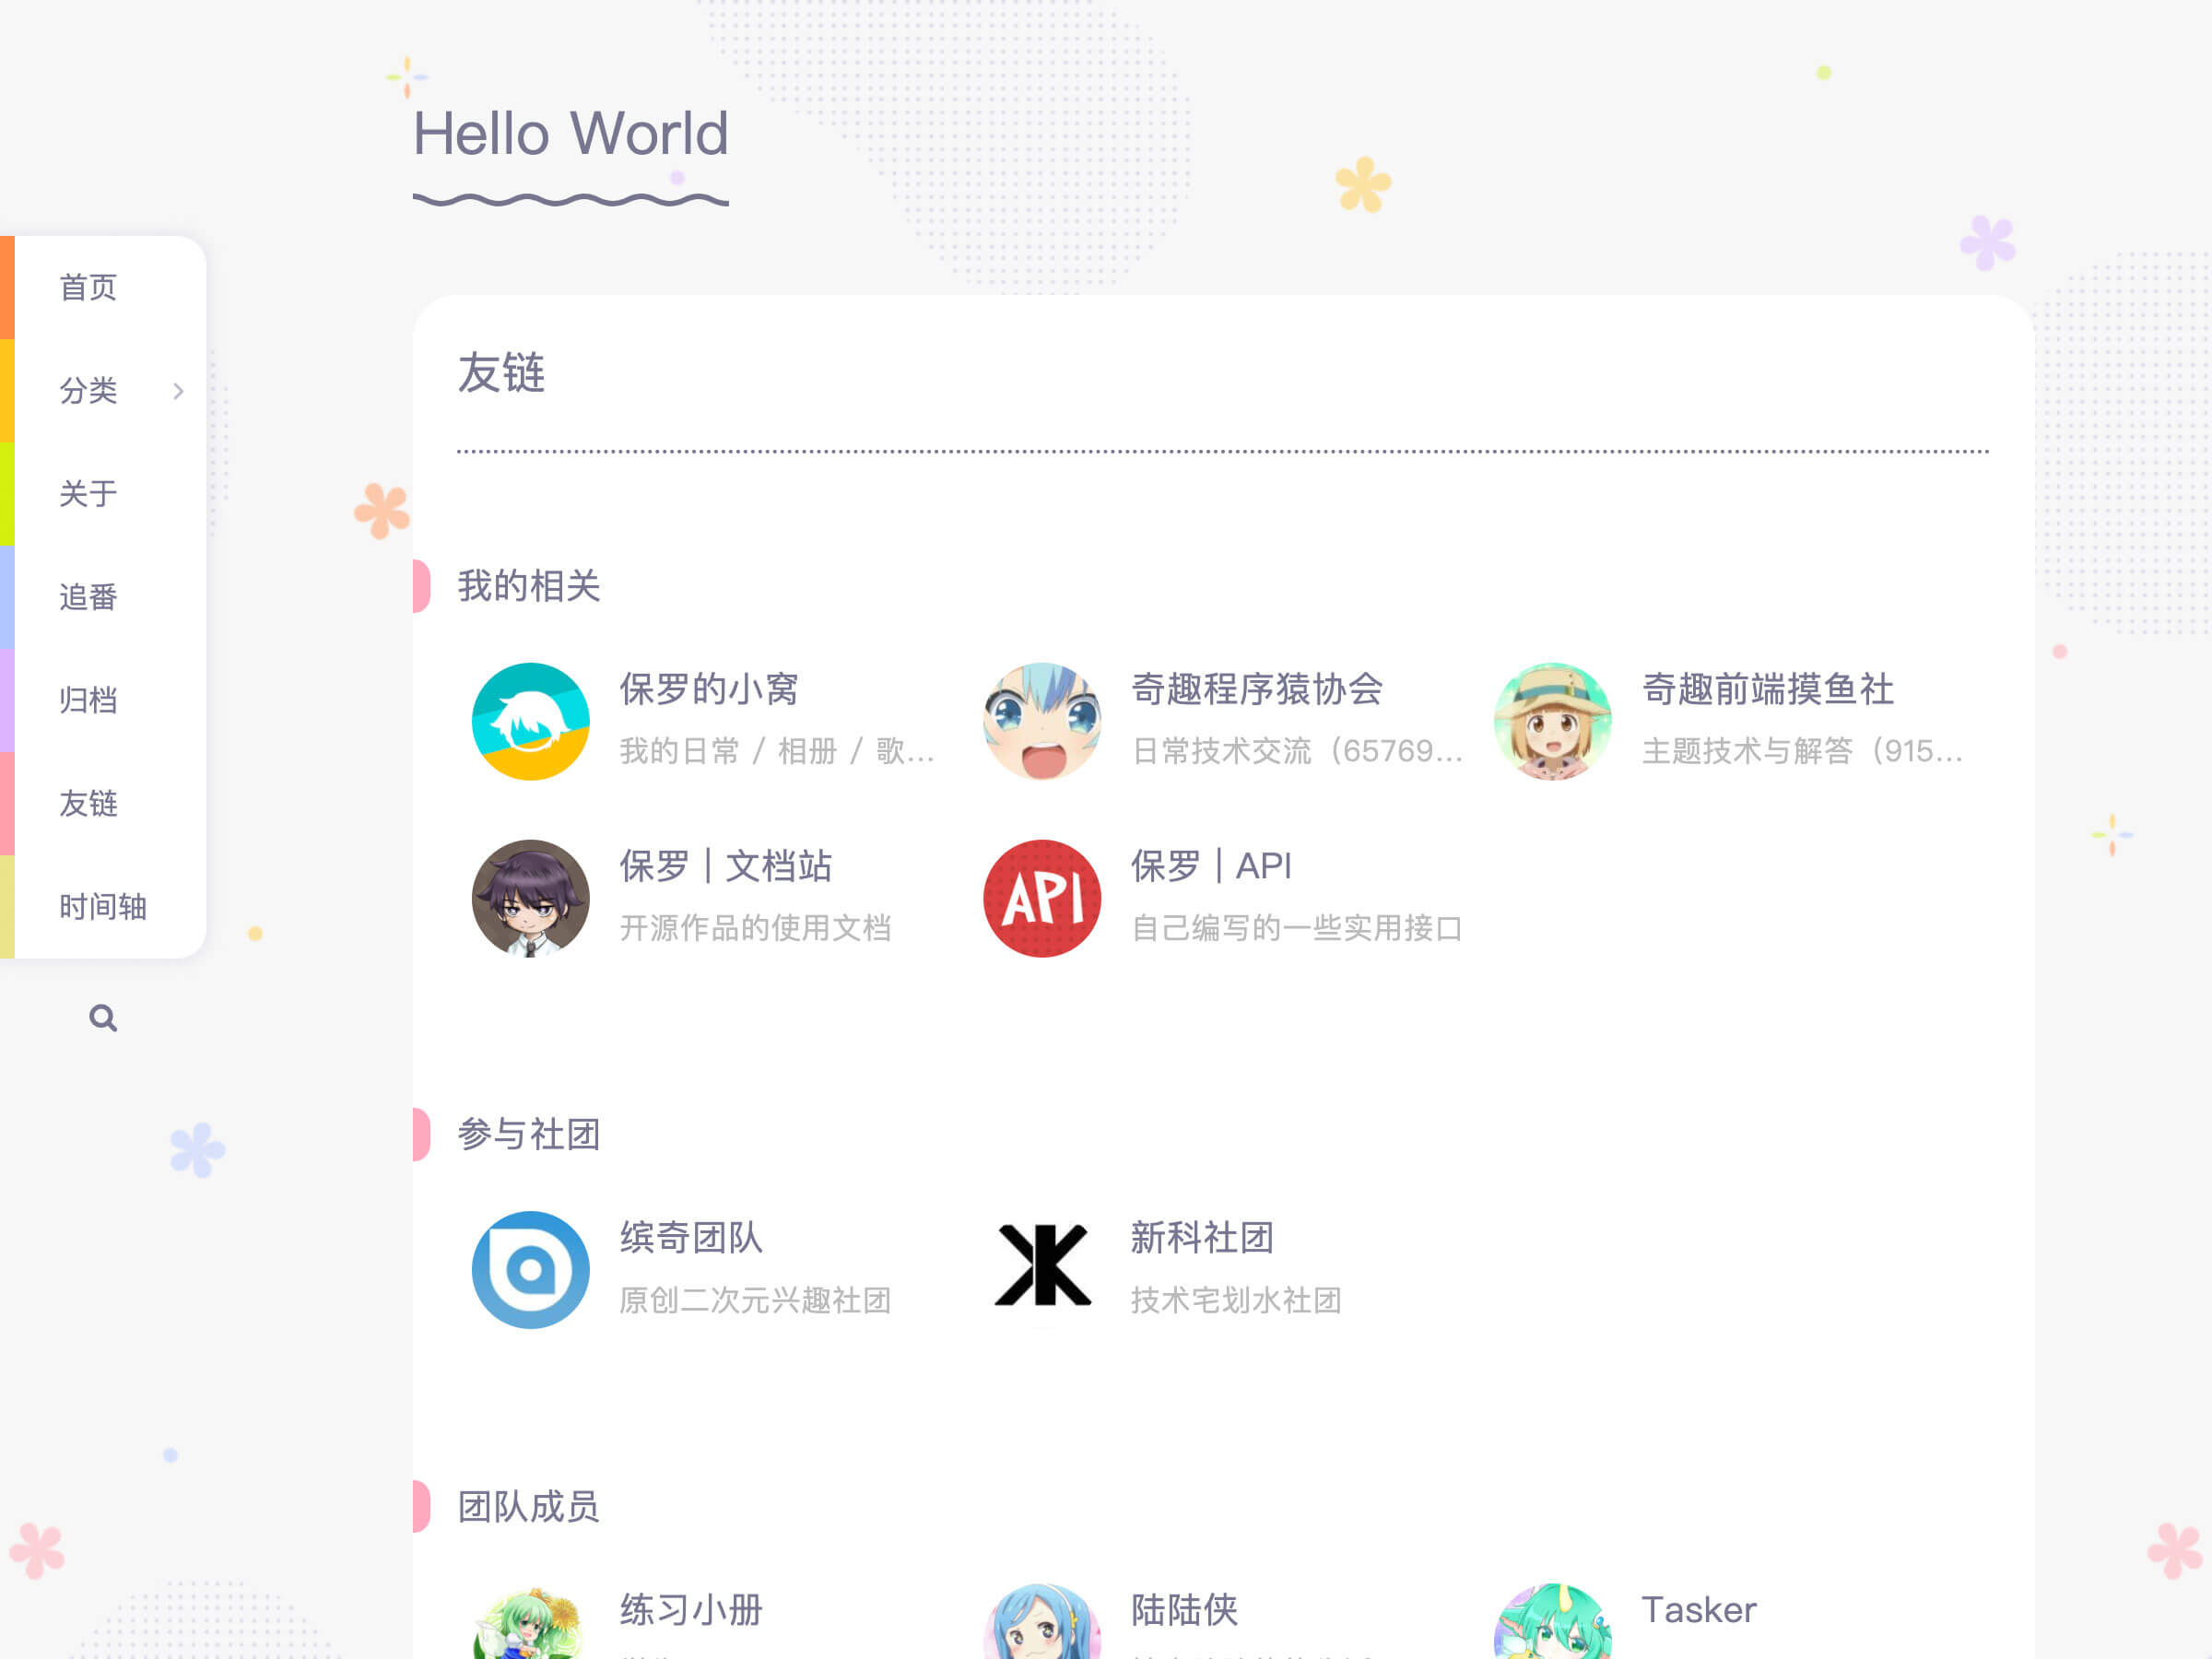 Hello World
首页
分类
关于
追番
归档
友链
时间轴
友链
我的相关
保罗的小窝
我的日常 / 相册 / 歌...
奇趣程序猿协会
日常技术交流（65769...
奇趣前端摸鱼社
主题技术与解答（915...
保罗 | 文档站
开源作品的使用文档
API
保罗 | API
自己编写的一些实用接口
参与社团
缤奇团队
原创二次元兴趣社团
新科社团
技术宅划水社团
团队成员
练习小册
陆陆侠
Tasker